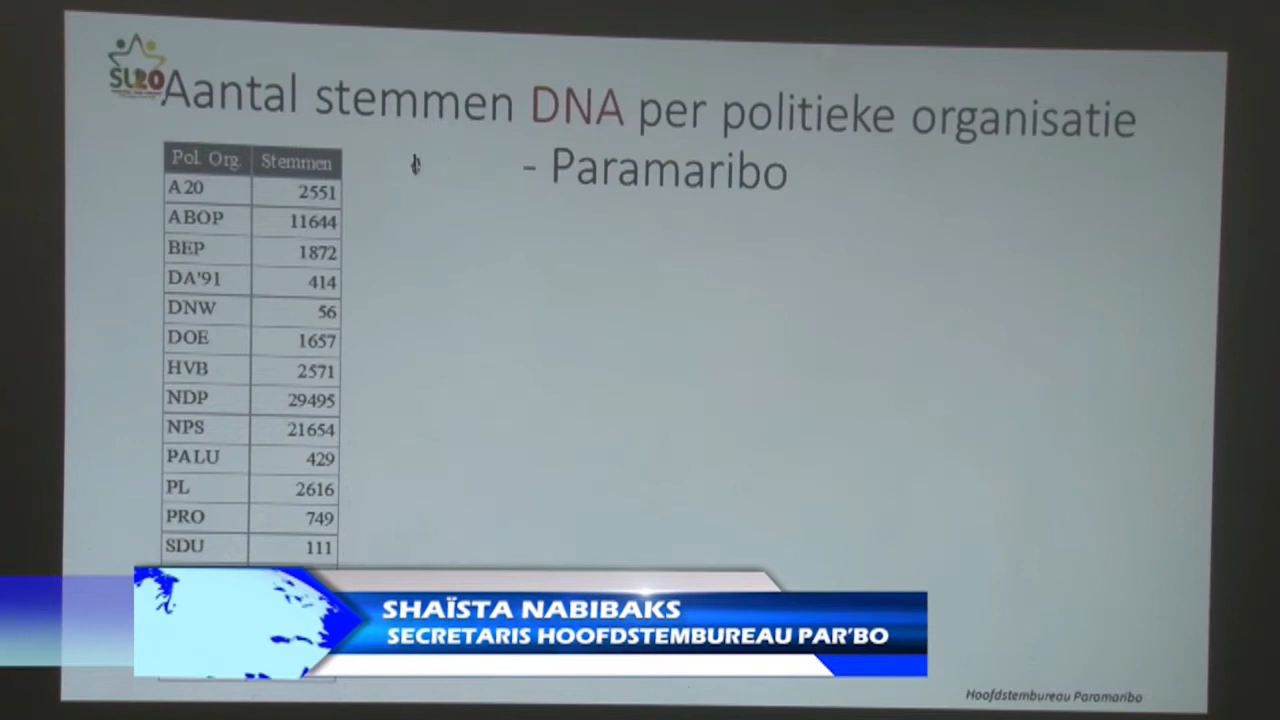 SU20
Aantal stemmen DNA per politieke organisatie
- Paramaribo
Pol. Org. Stemmen
A20 2551
ABOP 11644
BEP 1872
DA'91 414
DNW 56
DOE 1657
HVB 2571
NDP 29495
NPS 21654
PALU 429
PL 2616
PRO 749
SDU 111
SHAÏSTA NABIBAKS
SECRETARIS HOOFDSTEMBUREAU PAR'BO
Hoofdstembureau Paramaribo